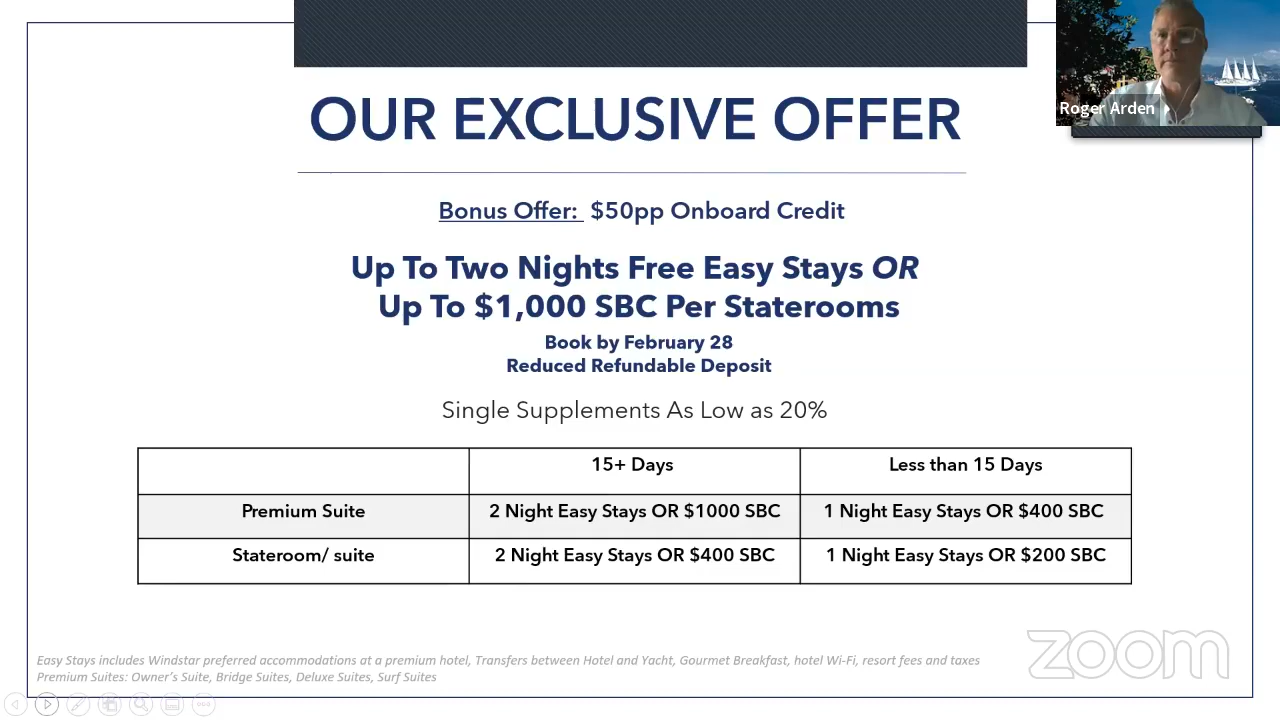 OUR EXCLUSIVE OFFER
Roger Arden
Bonus Offer: $50pp Onboard Credit
Up To Two Nights Free Easy Stays OR
Up To $1,000 SBC Per Staterooms
Book by February 28
Reduced Refundable Deposit
Single Supplements As Low as 20%
15+ Days Less than 15 Days
Premium Suite 2 Night Easy Stays OR $1000 SBC 1 Night Easy Stays OR $400 SBC
Stateroom/ suite 2 Night Easy Stays OR $400 SBC 1 Night Easy Stays OR $200 SBC
Easy Stays includes Windstar preferred accommodations at a premium hotel, Transfers between Hotel and Yacht, Gourmet Breakfast, hotel Wi-Fi, resort fees and taxes
Premium Suites: Owner's Suite, Bridge Suites, Deluxe Suites, Surf Suites
zoom